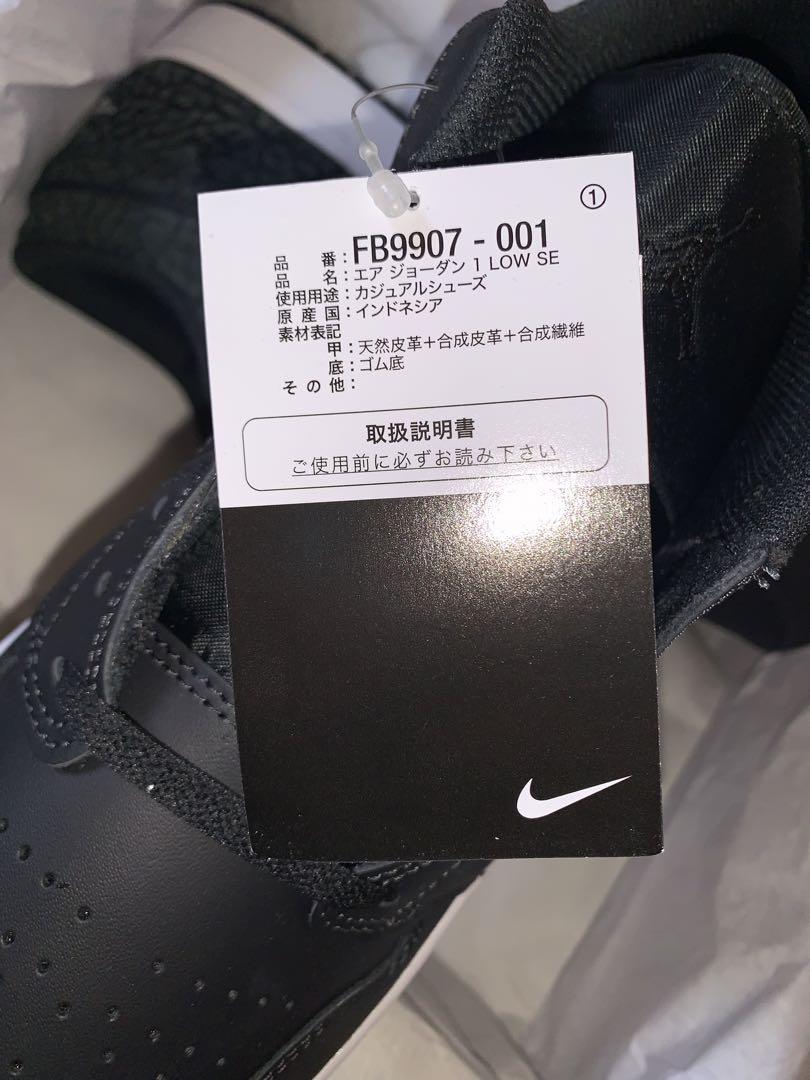 ①
品 番：FB9907 - 001
品 名：エア ジョーダン 1 LOW SE
使用用途：カジュアルシューズ
原 産 国：インドネシア
素材表記
甲：天然皮革＋合成皮革＋合成繊維
底：ゴム底
そ の 他：
取扱説明書
ご使用前に必ずお読み下さい